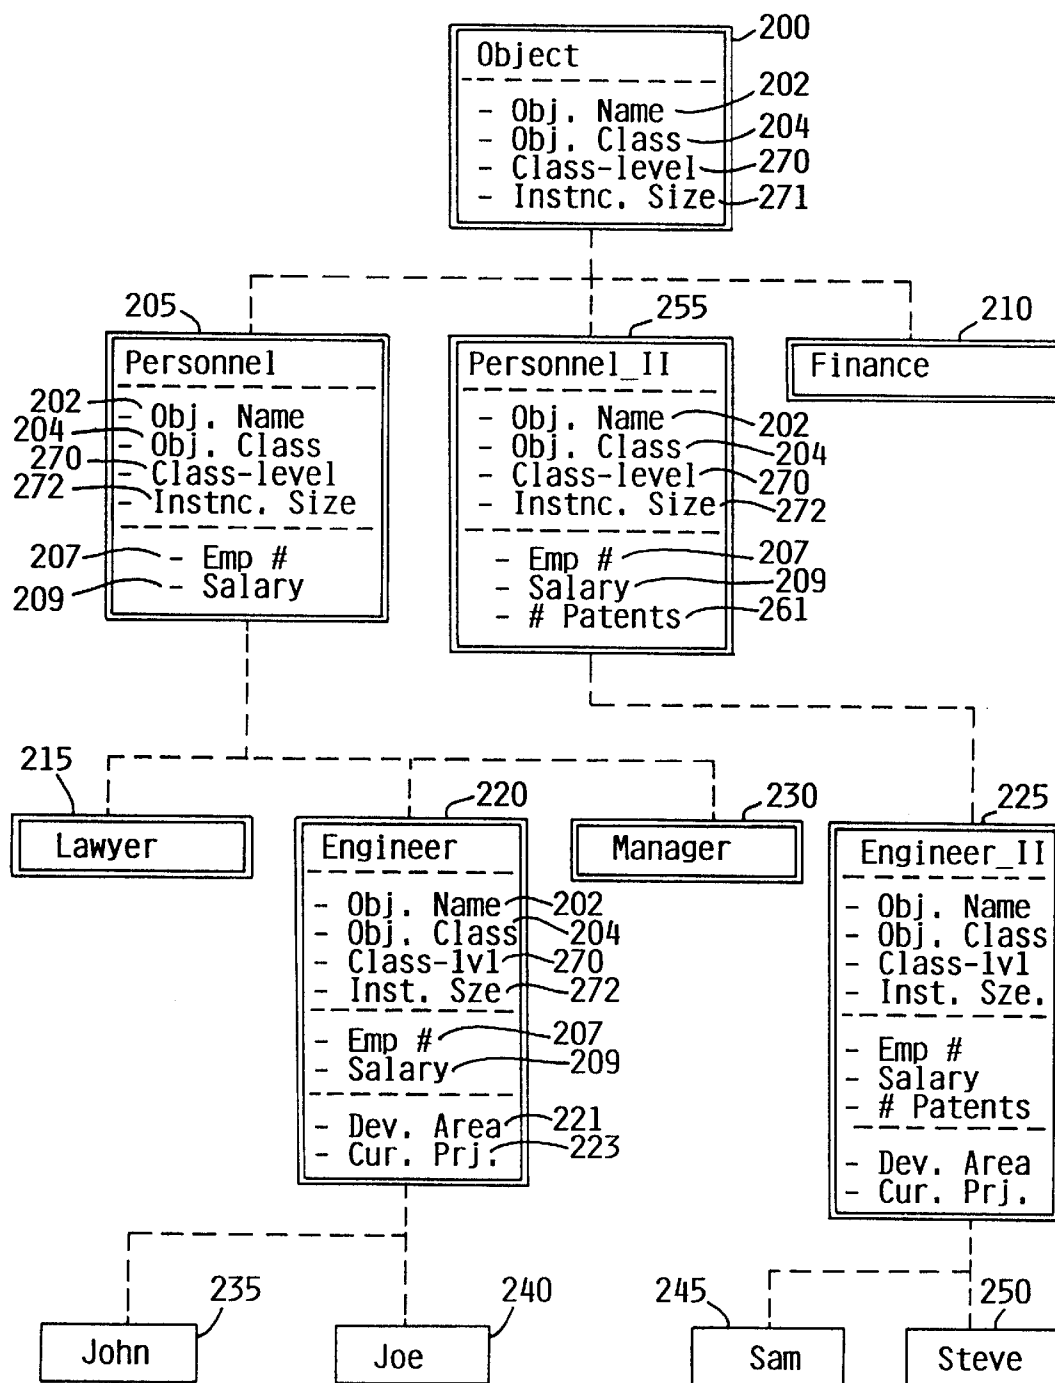 200
Object
- Obj. Name 202
- Obj. Class 204
- Class-level 270
- Instnc. Size 271
205
255
210
Personnel
202
- Obj. Name
204
- Obj. Class
270
- Class-level
272
- Instnc. Size
207
- Emp #
209
- Salary
Personnel_II
- Obj. Name 202
- Obj. Class 204
- Class-level 270
- Instnc. Size 272
- Emp # 207
- Salary 209
- # Patents 261
Finance
215
220
230
225
Lawyer
Engineer
- Obj. Name 202
- Obj. Class 204
- Class-lvl 270
- Inst. Sze 272
- Emp # 207
- Salary 209
- Dev. Area 221
- Cur. Prj. 223
Manager
Engineer_II
- Obj. Name
- Obj. Class
- Class-lvl
- Inst. Sze.
- Emp #
- Salary
- # Patents
- Dev. Area
- Cur. Prj.
235
240
245
250
John
Joe
Sam
Steve